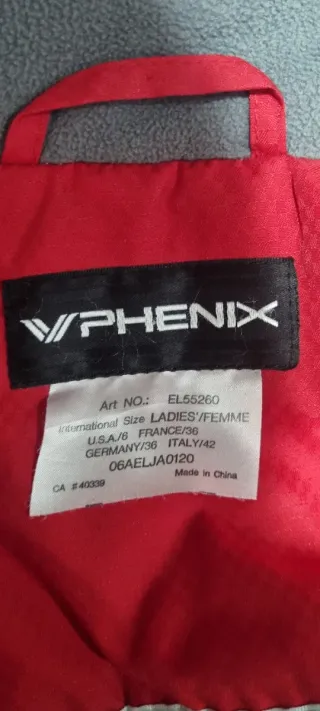 PHENIX
Art NO.: EL55260
International Size LADIES'/FEMME
U.S.A./6 FRANCE/36
GERMANY/36 ITALY/42
06AELJA0120
Made in China
CA # 40339